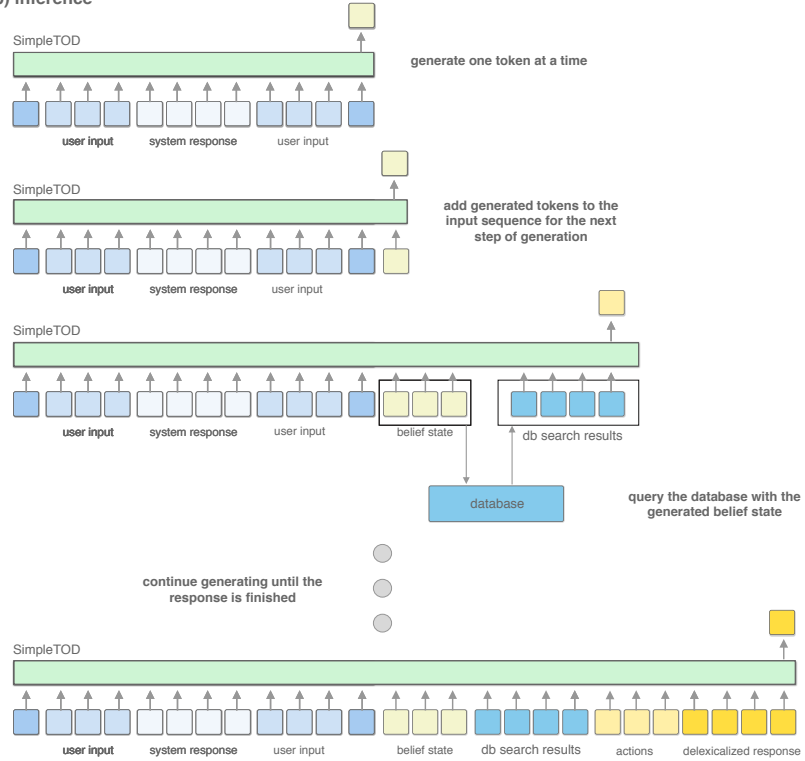 ) Inference
SimpleTOD
generate one token at a time
user input system response user input
SimpleTOD
add generated tokens to the
input sequence for the next
step of generation
user input system response user input
SimpleTOD
user input system response user input belief state db search results
database
query the database with the
generated belief state
continue generating until the
response is finished
SimpleTOD
user input system response user input belief state db search results actions delexicalized response